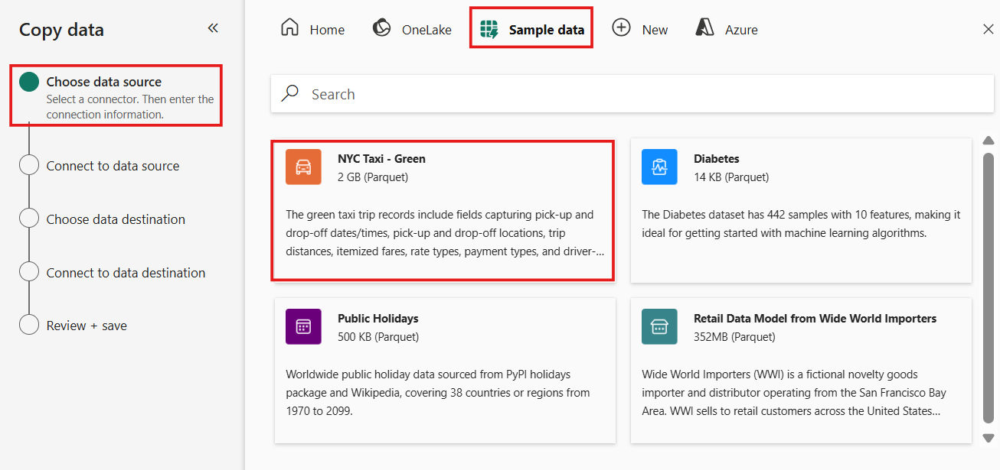 Copy data
Choose data source
Select a connector. Then enter the
connection information.
Connect to data source
Choose data destination
Connect to data destination
Review + save
Home
OneLake
Sample data
New
Azure
Search
NYC Taxi - Green
2 GB (Parquet)
The green taxi trip records include fields capturing pick-up and
drop-off dates/times, pick-up and drop-off locations, trip
distances, itemized fares, rate types, payment types, and driver-...
Diabetes
14 KB (Parquet)
The Diabetes dataset has 442 samples with 10 features, making it
ideal for getting started with machine learning algorithms.
Public Holidays
500 KB (Parquet)
Worldwide public holiday data sourced from PyPI holidays
package and Wikipedia, covering 38 countries or regions from
1970 to 2099.
Retail Data Model from Wide World Importers
352MB (Parquet)
Wide World Importers (WWI) is a fictional novelty goods
importer and distributor operating from the San Francisco Bay
Area. WWI sells to retail customers across the United States...